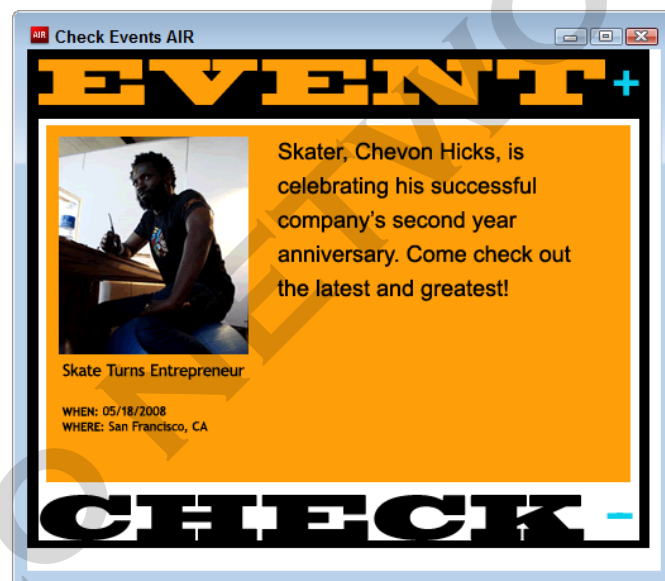 AIR Check Events AIR
EVENT+
Skater, Chevon Hicks, is
celebrating his successful
company's second year
anniversary. Come check out
the latest and greatest!
Skate Turns Entrepreneur
WHEN: 05/18/2008
WHERE: San Francisco, CA
CHECK -